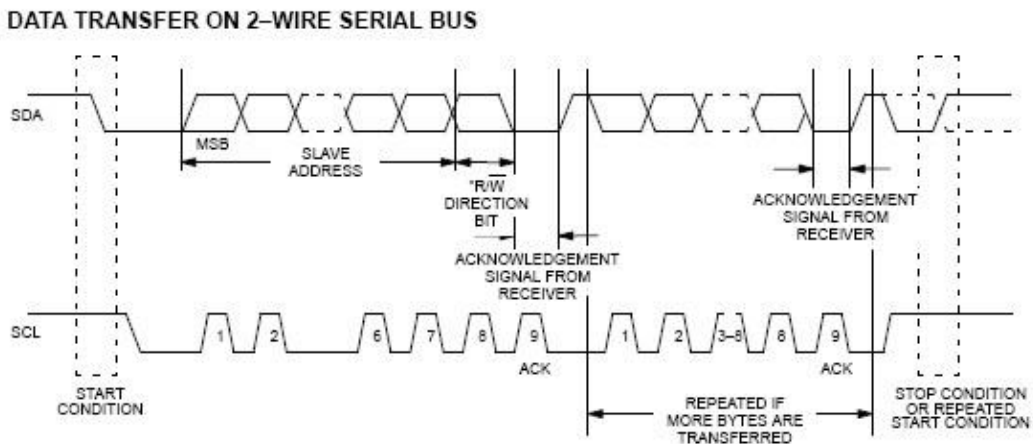 DATA TRANSFER ON 2–WIRE SERIAL BUS
SDA
MSB
SLAVE
ADDRESS
*R/W̅
DIRECTION
BIT
ACKNOWLEDGEMENT
SIGNAL FROM
RECEIVER
ACKNOWLEDGEMENT
SIGNAL FROM
RECEIVER
SCL
1
2
6
7
8
9
1
2
3–8
8
9
ACK
ACK
START
CONDITION
REPEATED IF
MORE BYTES ARE
TRANSFERRED
STOP CONDITION
OR REPEATED
START CONDITION